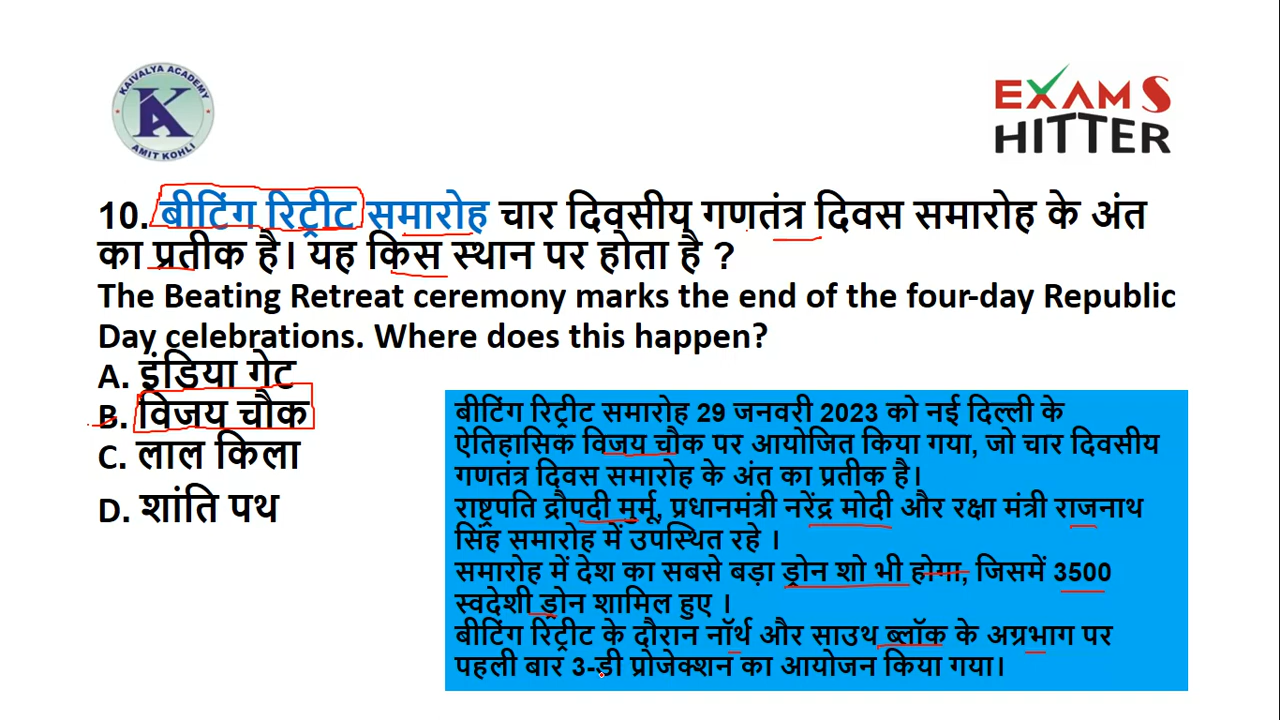 KAIVALYA ACADEMY
K
A
AMIT KOHLI
EXAMS
HITTER
10. बीटिंग रिट्रीट समारोह चार दिवसीय गणतंत्र दिवस समारोह के अंत
का प्रतीक है। यह किस स्थान पर होता है ?
The Beating Retreat ceremony marks the end of the four-day Republic
Day celebrations. Where does this happen?
A. इंडिया गेट
B. विजय चौक
C. लाल किला
D. शांति पथ
बीटिंग रिट्रीट समारोह 29 जनवरी 2023 को नई दिल्ली के
ऐतिहासिक विजय चौक पर आयोजित किया गया, जो चार दिवसीय
गणतंत्र दिवस समारोह के अंत का प्रतीक है।
राष्ट्रपति द्रौपदी मुर्मू, प्रधानमंत्री नरेंद्र मोदी और रक्षा मंत्री राजनाथ
सिंह समारोह में उपस्थित रहे ।
समारोह में देश का सबसे बड़ा ड्रोन शो भी होगा, जिसमें 3500
स्वदेशी ड्रोन शामिल हुए ।
बीटिंग रिट्रीट के दौरान नॉर्थ और साउथ ब्लॉक के अग्रभाग पर
पहली बार 3-डी प्रोजेक्शन का आयोजन किया गया।